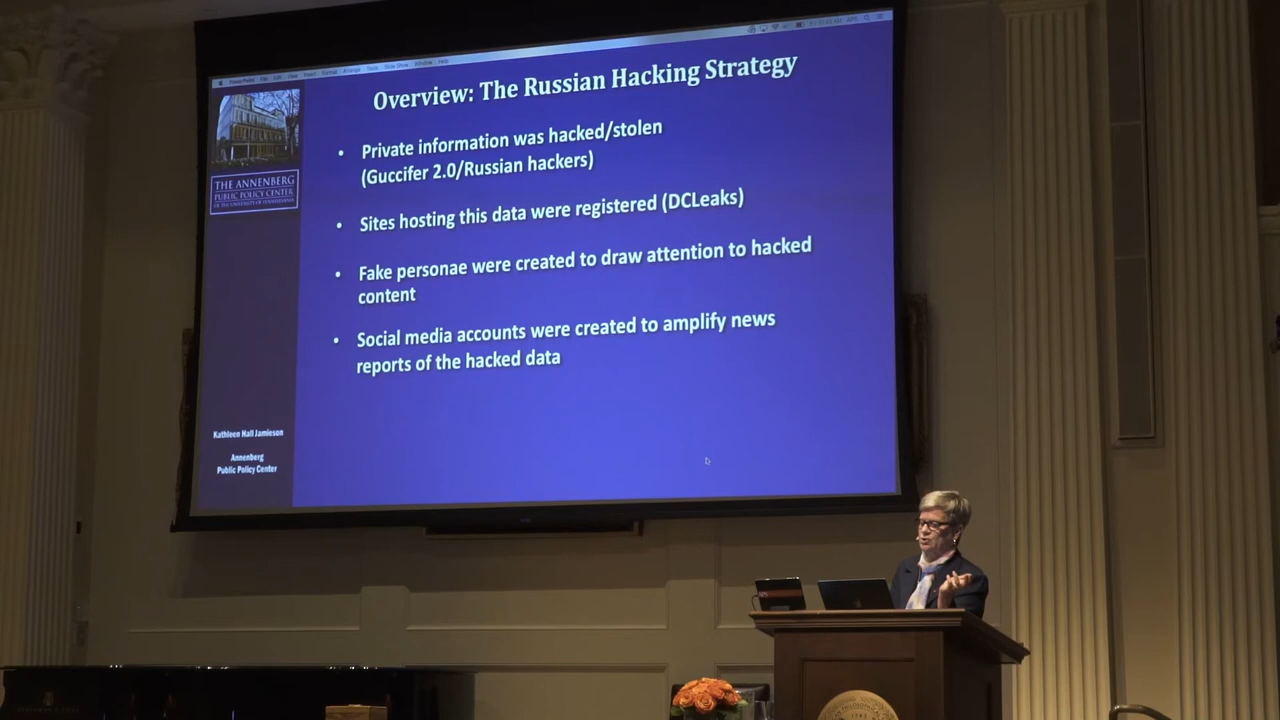 Overview: The Russian Hacking Strategy
• Private information was hacked/stolen
(Guccifer 2.0/Russian hackers)
• Sites hosting this data were registered (DCLeaks)
• Fake personae were created to draw attention to hacked
content
• Social media accounts were created to amplify news
reports of the hacked data
THE ANNENBERG
PUBLIC POLICY CENTER
OF THE UNIVERSITY OF PENNSYLVANIA
Kathleen Hall Jamieson
Annenberg
Public Policy Center